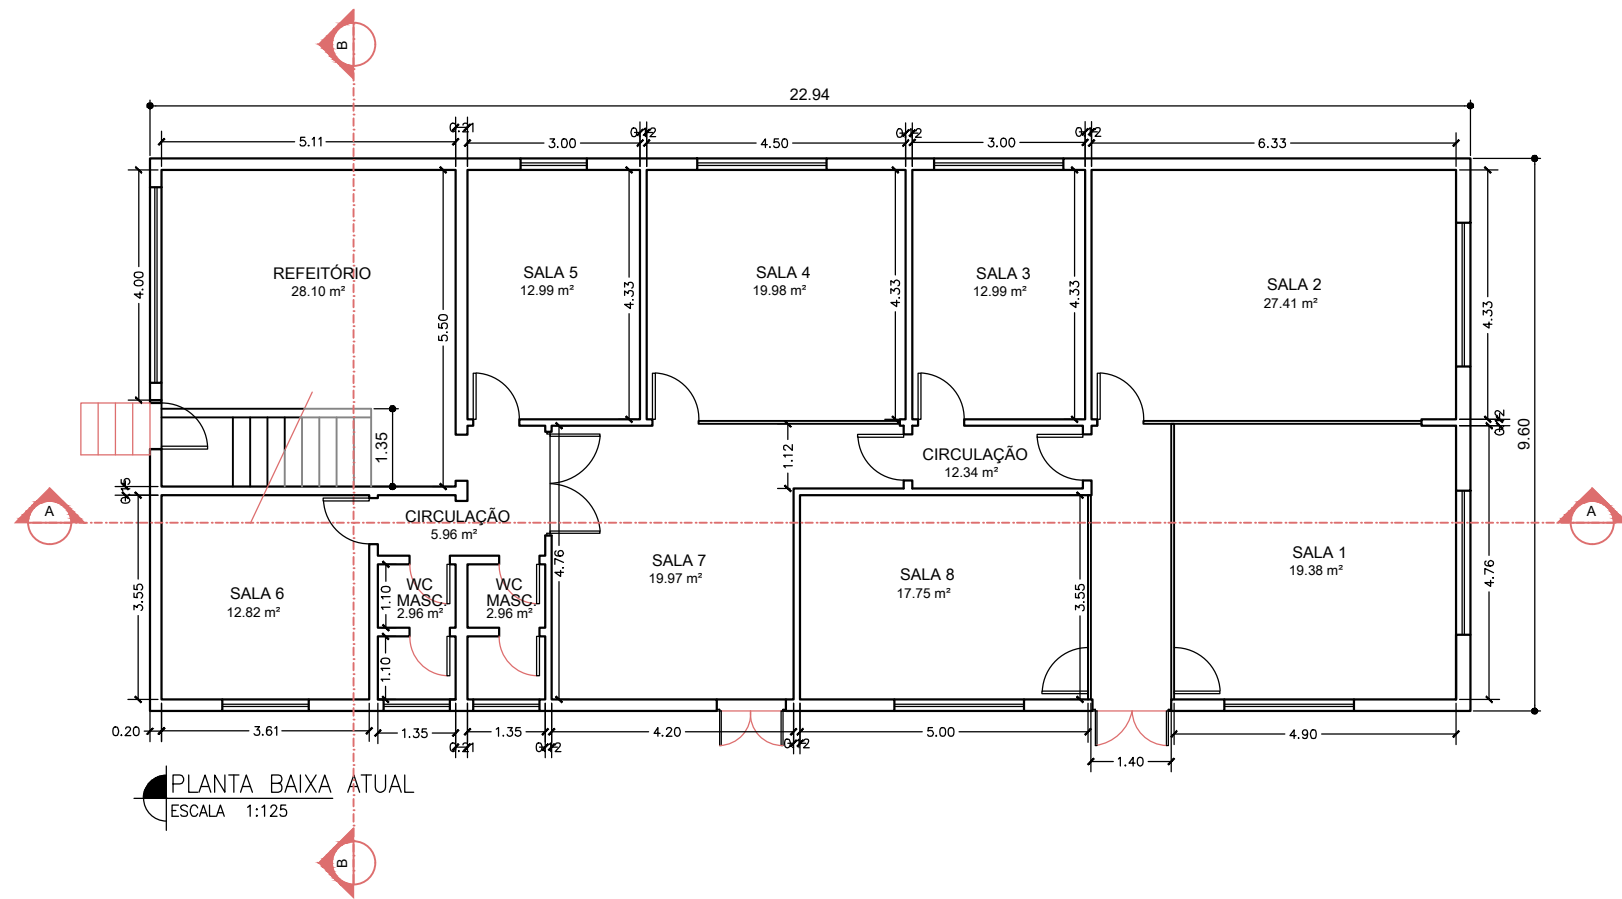 B
22.94
5.11
0.21
3.00
0.12
4.50
0.12
3.00
0.12
6.33
4.00
REFEITÓRIO
28.10 m²
5.50
SALA 5
12.99 m²
4.33
SALA 4
19.98 m²
4.33
SALA 3
12.99 m²
4.33
SALA 2
27.41 m²
4.33
0.12
9.60
1.35
1.12
CIRCULAÇÃO
12.34 m²
0.15
A
CIRCULAÇÃO
5.96 m²
A
3.55
SALA 6
12.82 m²
1.10
WC
MASC.
2.96 m²
WC
MASC.
2.96 m²
4.76
SALA 7
19.97 m²
SALA 8
17.75 m²
3.55
SALA 1
19.38 m²
4.76
1.10
0.20
3.61
1.35
0.21
1.35
0.12
4.20
0.12
5.00
1.40
4.90
PLANTA BAIXA ATUAL
ESCALA 1:125
B